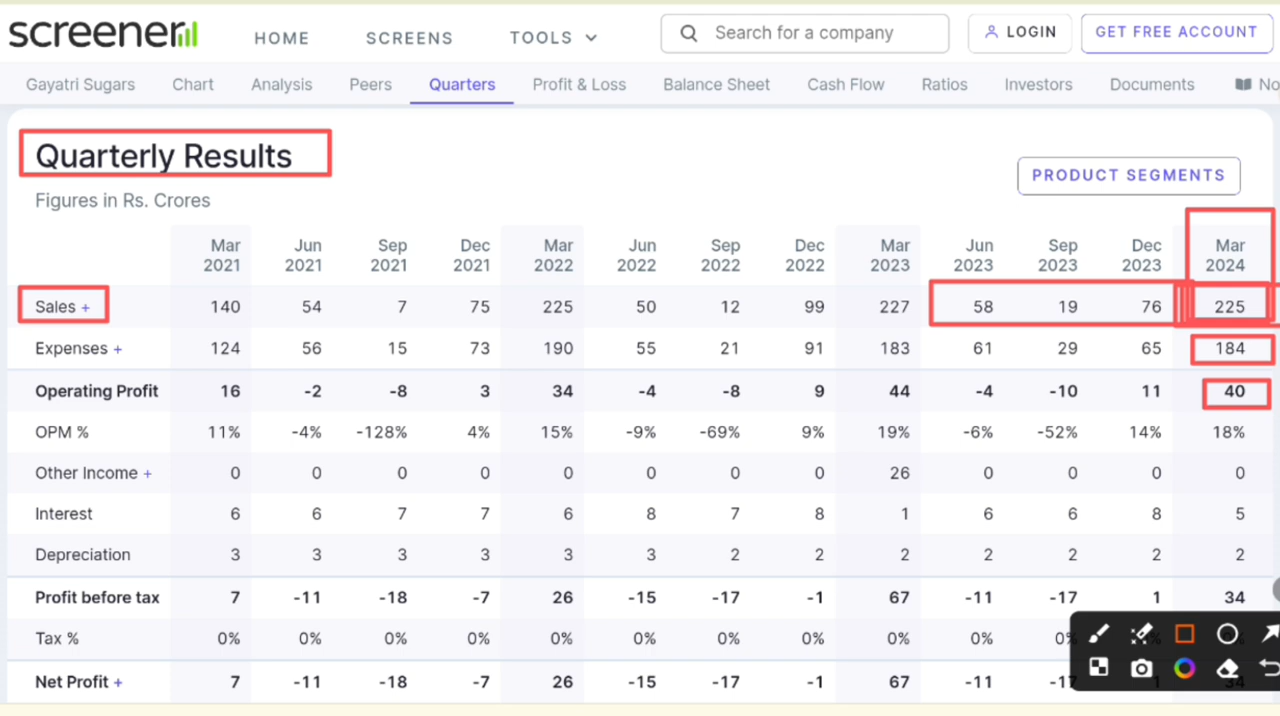 screener
HOME SCREENS TOOLS Search for a company LOGIN GET FREE ACCOUNT
Gayatri Sugars Chart Analysis Peers Quarters Profit & Loss Balance Sheet Cash Flow Ratios Investors Documents
Quarterly Results
PRODUCT SEGMENTS
Figures in Rs. Crores
Mar 2021 Jun 2021 Sep 2021 Dec 2021 Mar 2022 Jun 2022 Sep 2022 Dec 2022 Mar 2023 Jun 2023 Sep 2023 Dec 2023 Mar 2024
Sales + 140 54 7 75 225 50 12 99 227 58 19 76 225
Expenses + 124 56 15 73 190 55 21 91 183 61 29 65 184
Operating Profit 16 -2 -8 3 34 -4 -8 9 44 -4 -10 11 40
OPM % 11% -4% -128% 4% 15% -9% -69% 9% 19% -6% -52% 14% 18%
Other Income + 0 0 0 0 0 0 0 0 26 0 0 0 0
Interest 6 6 7 7 6 8 7 8 1 6 6 8 5
Depreciation 3 3 3 3 3 3 2 2 2 2 2 2 2
Profit before tax 7 -11 -18 -7 26 -15 -17 -1 67 -11 -17 1 34
Tax % 0% 0% 0% 0% 0% 0% 0% 0% 0% 0%
Net Profit + 7 -11 -18 -7 26 -15 -17 -1 67 -11 -17 1 34